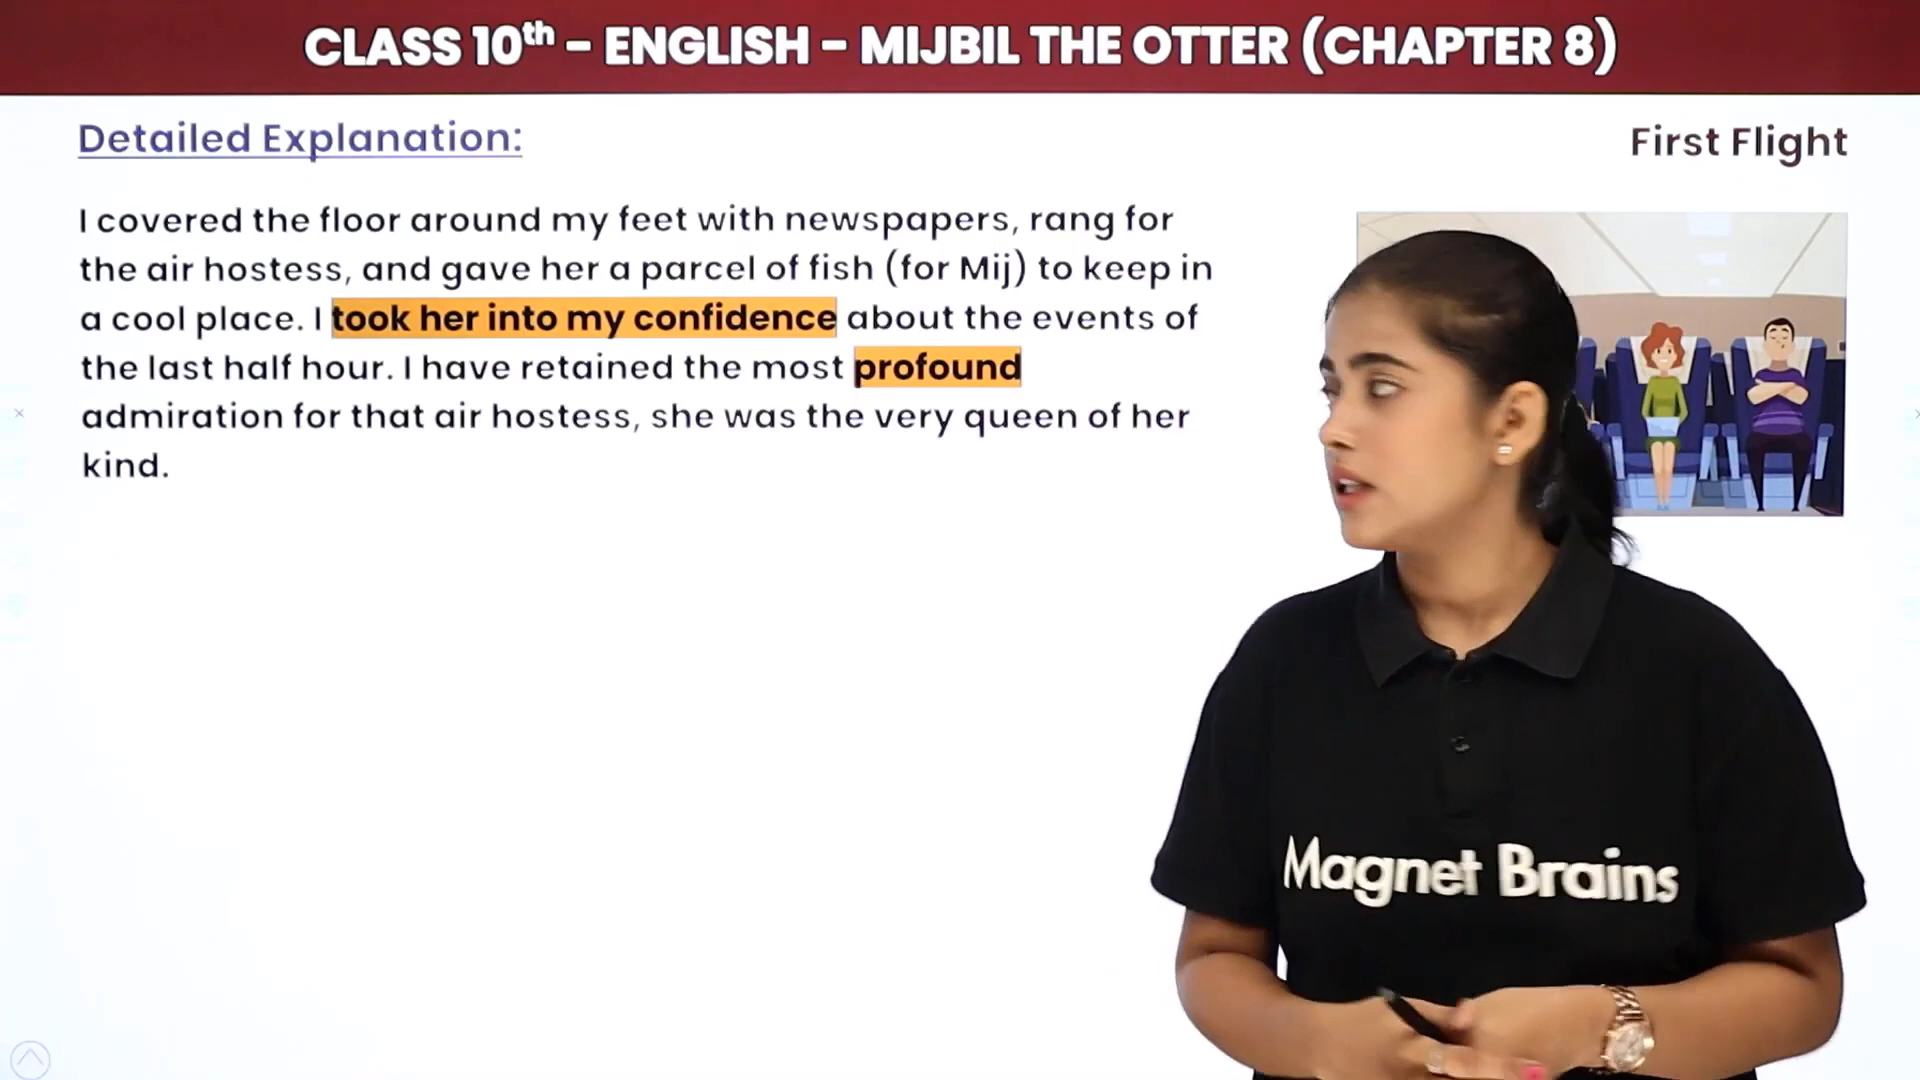 CLASS 10th – ENGLISH – MIJBIL THE OTTER (CHAPTER 8)
Detailed Explanation:
First Flight
I covered the floor around my feet with newspapers, rang for
the air hostess, and gave her a parcel of fish (for Mij) to keep in
a cool place. I took her into my confidence about the events of
the last half hour. I have retained the most profound
admiration for that air hostess, she was the very queen of her
kind.
Magnet Brains